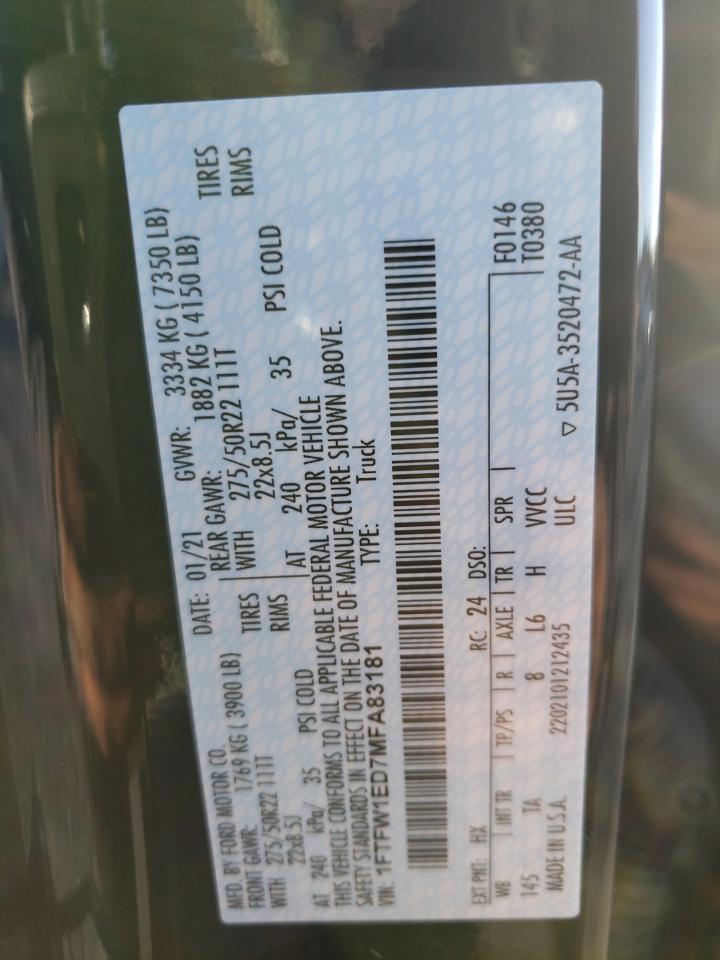 MFD. BY FORD MOTOR CO.
DATE: 01/21 GVWR: 3334 KG ( 7350 LB)
FRONT GAWR: 1769 KG ( 3900 LB) REAR GAWR: 1882 KG ( 4150 LB)
WITH 275/50R22 111T TIRES WITH 275/50R22 111T TIRES
22x8.5J RIMS 22x8.5J RIMS
AT 240 kPa/ 35 PSI COLD AT 240 kPa/ 35 PSI COLD
THIS VEHICLE CONFORMS TO ALL APPLICABLE FEDERAL MOTOR VEHICLE
SAFETY STANDARDS IN EFFECT ON THE DATE OF MANUFACTURE SHOWN ABOVE.
VIN: 1FTFW1ED7MFA83181 TYPE: Truck
EXT PNT: HX RC: 24 DSO: F0146
WB INT TR TP/PS R AXLE TR SPR T0380
145 TA 8 L6 H VVCC
MADE IN U.S.A. 2202101212435 ULC ▽ 5U5A-3520472-AA